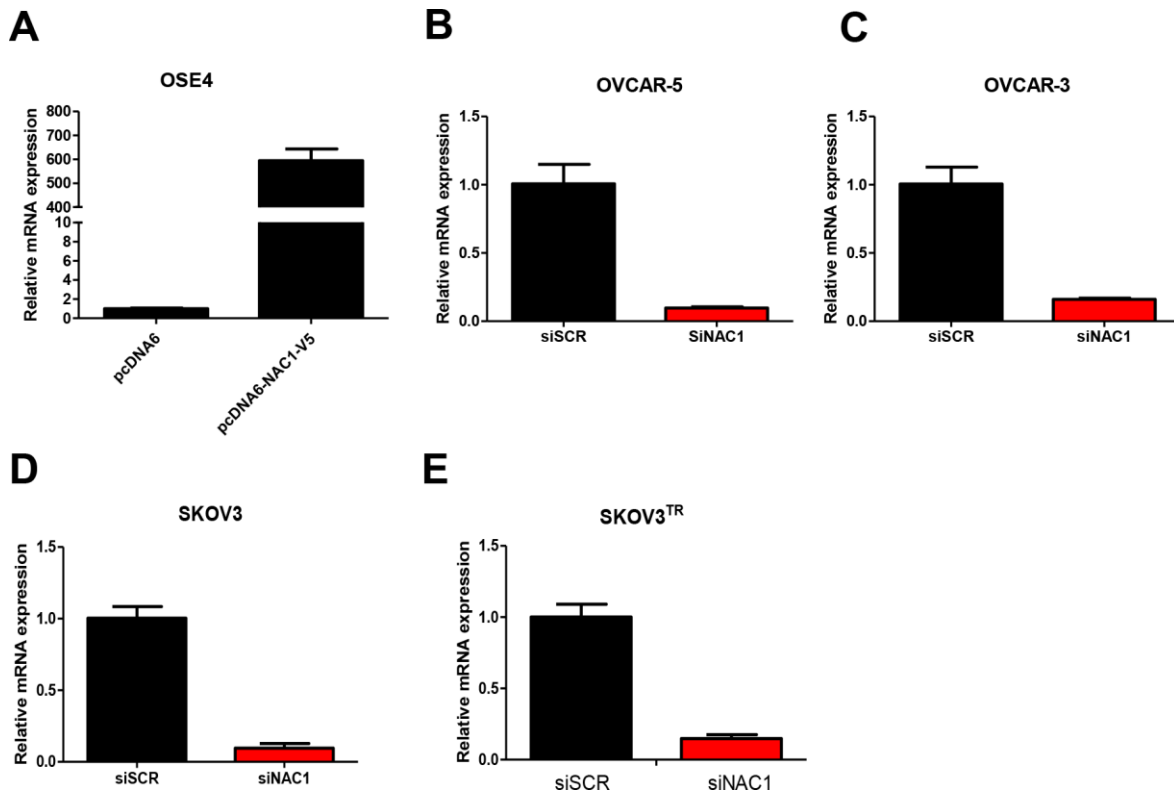 A
OSE4
Relative mRNA expression
800
700
600
500
400
10
8
6
4
2
0
pcDNA6
pcDNA6-NAC1-V5
B
OVCAR-5
Relative mRNA expression
1.5
1.0
0.5
0.0
siSCR
SiNAC1
C
OVCAR-3
Relative mRNA expression
1.5
1.0
0.5
0.0
siSCR
siNAC1
D
SKOV3
Relative mRNA expression
1.5
1.0
0.5
0.0
siSCR
siNAC1
E
SKOV3TR
Relative mRNA expression
1.5
1.0
0.5
0.0
siSCR
siNAC1